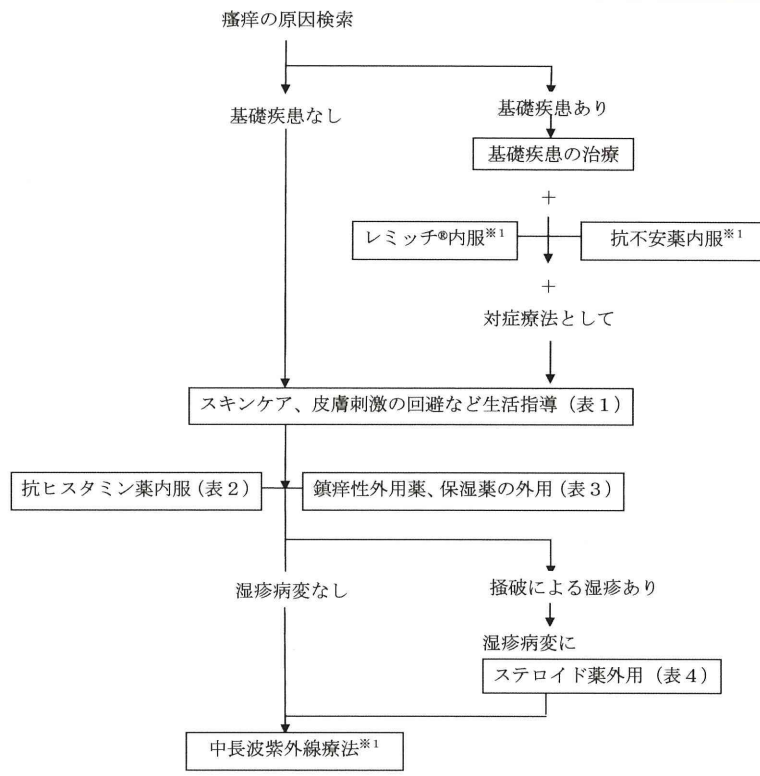 瘙痒の原因検索
基礎疾患なし
基礎疾患あり
基礎疾患の治療
+
レミッチ®内服※1
抗不安薬内服※1
+
対症療法として
スキンケア、皮膚刺激の回避など生活指導（表１）
抗ヒスタミン薬内服（表２）
鎮痒性外用薬、保湿薬の外用（表３）
湿疹病変なし
掻破による湿疹あり
湿疹病変に
ステロイド薬外用（表４）
中長波紫外線療法※1